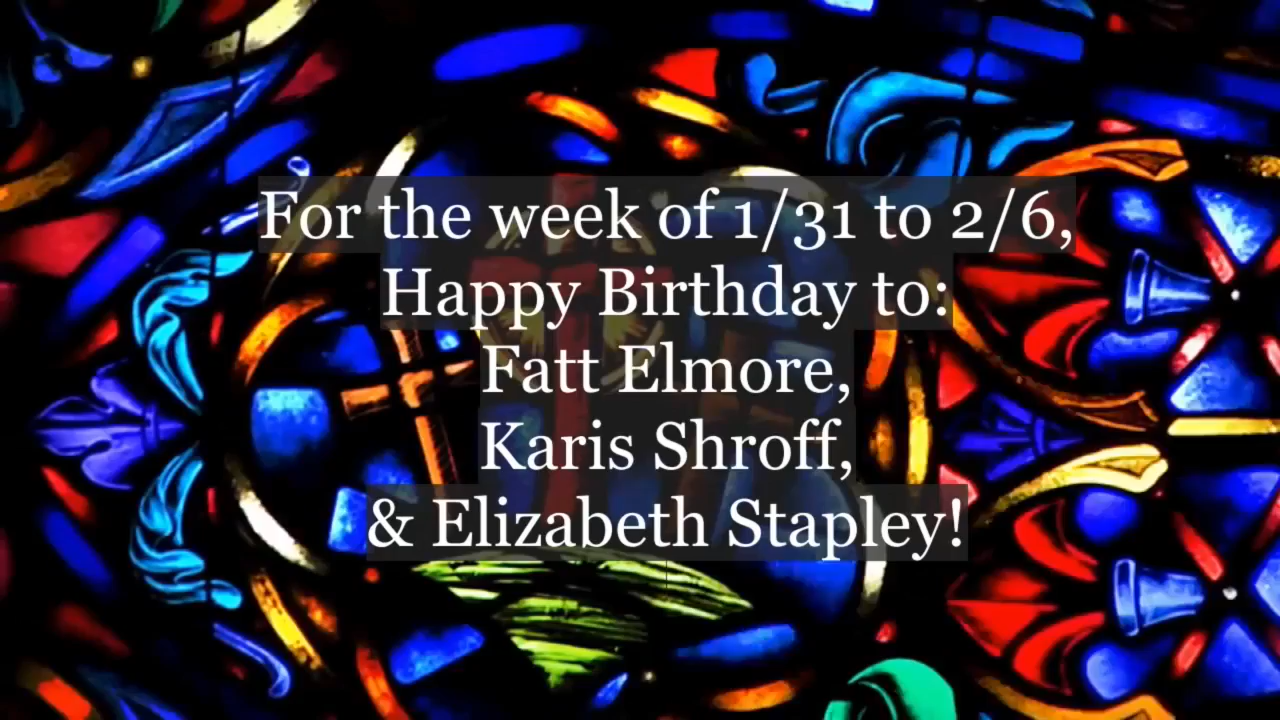 For the week of 1/31 to 2/6,
Happy Birthday to:
Fatt Elmore,
Karis Shroff,
& Elizabeth Stapley!